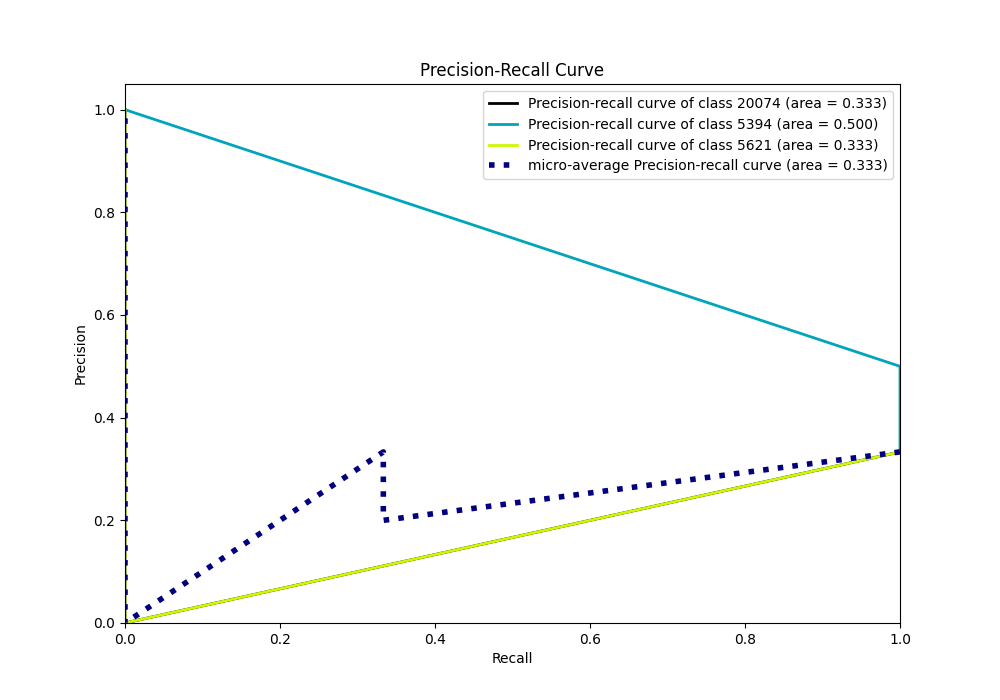 Precision-Recall Curve
Precision-recall curve of class 20074 (area = 0.333)
Precision-recall curve of class 5394 (area = 0.500)
Precision-recall curve of class 5621 (area = 0.333)
micro-average Precision-recall curve (area = 0.333)
1.0
0.8
0.6
0.4
0.2
0.0
Precision
0.0 0.2 0.4 0.6 0.8 1.0
Recall